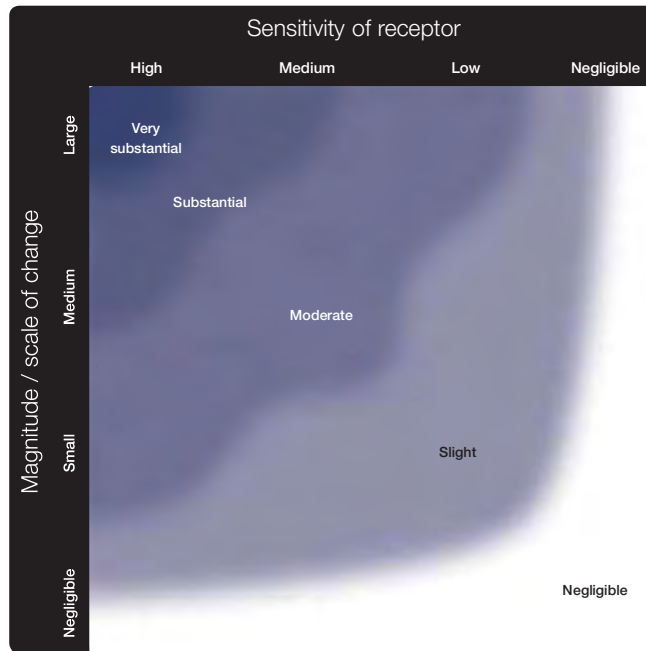 Sensitivity of receptor
High Medium Low Negligible
Magnitude / scale of change
Large
Medium
Small
Negligible
Very
substantial
Substantial
Moderate
Slight
Negligible